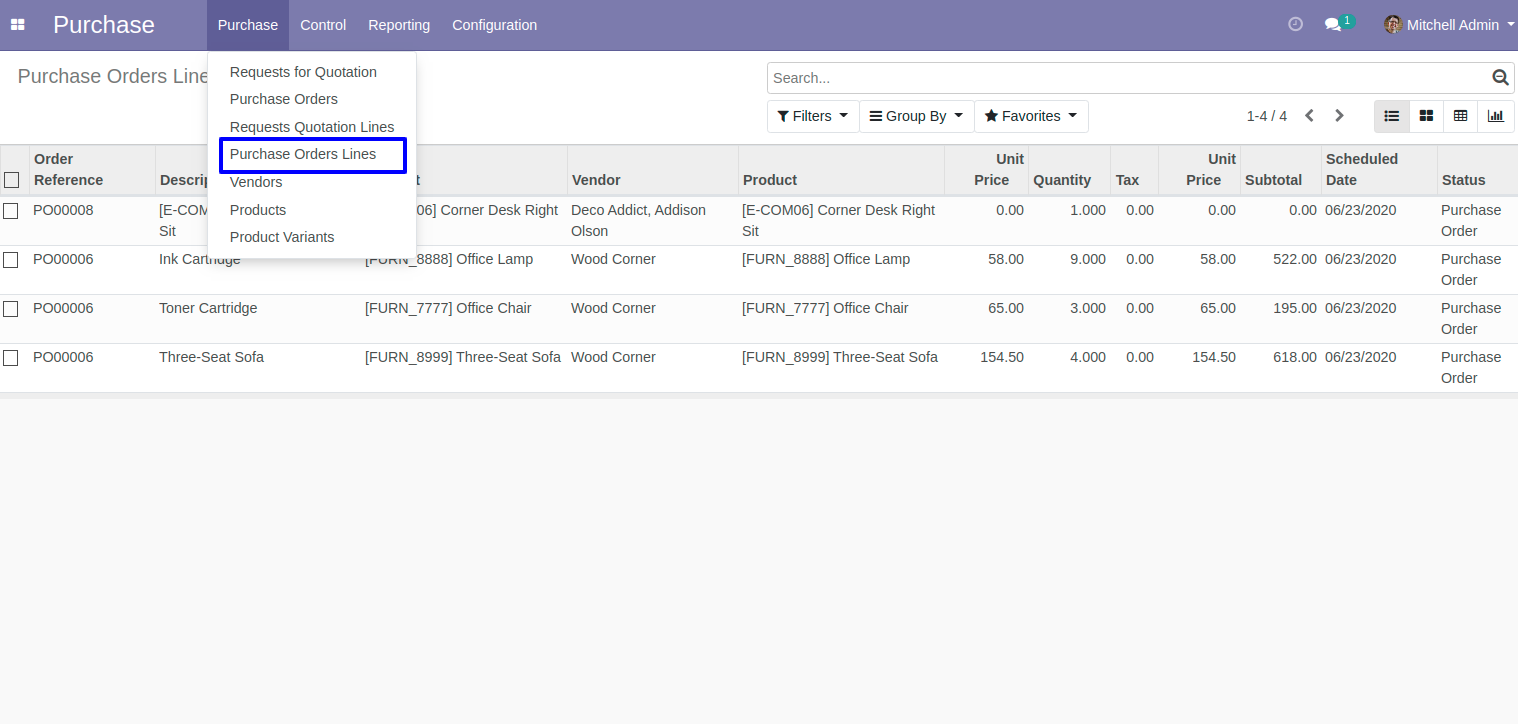 Purchase Purchase Control Reporting Configuration 1 Mitchell Admin
Purchase Orders Line
Search...
Filters Group By Favorites 1-4 / 4
Requests for Quotation
Purchase Orders
Requests Quotation Lines
Purchase Orders Lines
Vendors
Products
Product Variants
Order Unit Unit Scheduled
Reference Descrip t Vendor Product Price Quantity Tax Price Subtotal Date Status
PO00008 [E-COM 06] Corner Desk Right Deco Addict, Addison [E-COM06] Corner Desk Right 0.00 1.000 0.00 0.00 0.00 06/23/2020 Purchase
Sit Olson Sit Order
PO00006 Ink Cartridge [FURN_8888] Office Lamp Wood Corner [FURN_8888] Office Lamp 58.00 9.000 0.00 58.00 522.00 06/23/2020 Purchase
Order
PO00006 Toner Cartridge [FURN_7777] Office Chair Wood Corner [FURN_7777] Office Chair 65.00 3.000 0.00 65.00 195.00 06/23/2020 Purchase
Order
PO00006 Three-Seat Sofa [FURN_8999] Three-Seat Sofa Wood Corner [FURN_8999] Three-Seat Sofa 154.50 4.000 0.00 154.50 618.00 06/23/2020 Purchase
Order